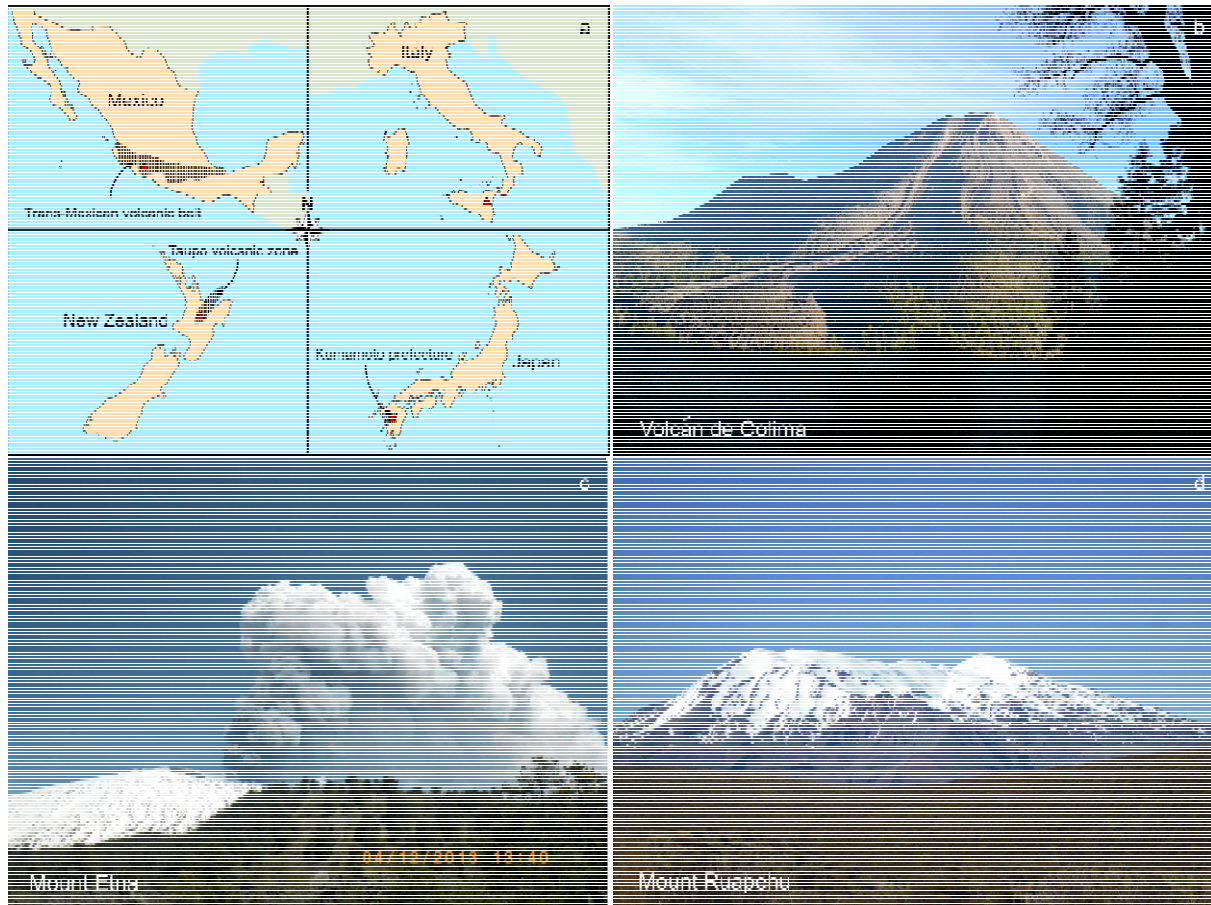 a
Italy
Mexico
Trans-Mexican volcanic belt
N
Taupo volcanic zone
New Zealand
Kumamoto prefecture
Japan
b
Volcán de Colima
c
04/12/2013 13:40
Mount Etna
d
Mount Ruapehu